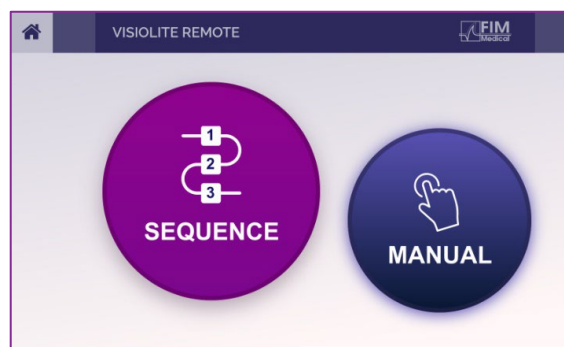 VISIOLITE REMOTE
FIM
Medical
1
2
3
SEQUENCE
MANUAL